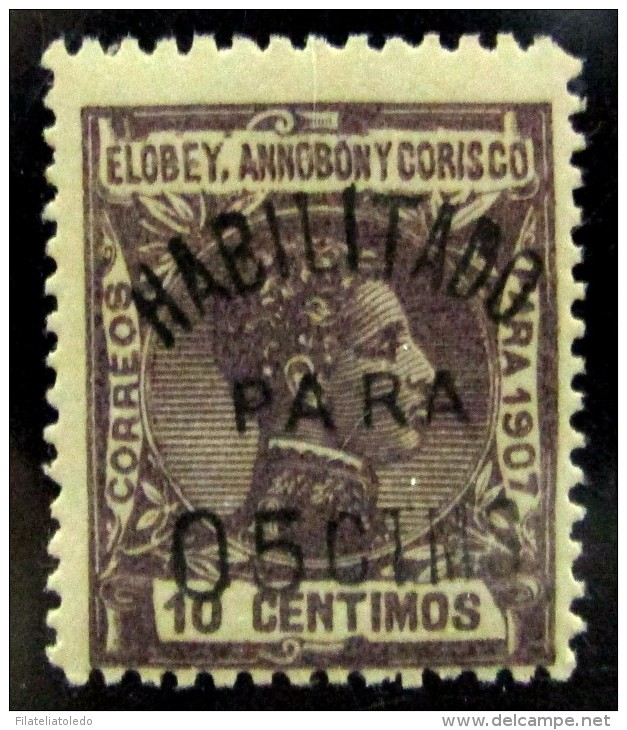 ELOBEY, ANNOBON Y CORISCO
HABILITADO
PARA
05 CTMS
CORREOS
PARA 1907
10 CENTIMOS
Filateliatoledo
www.delcampe.net